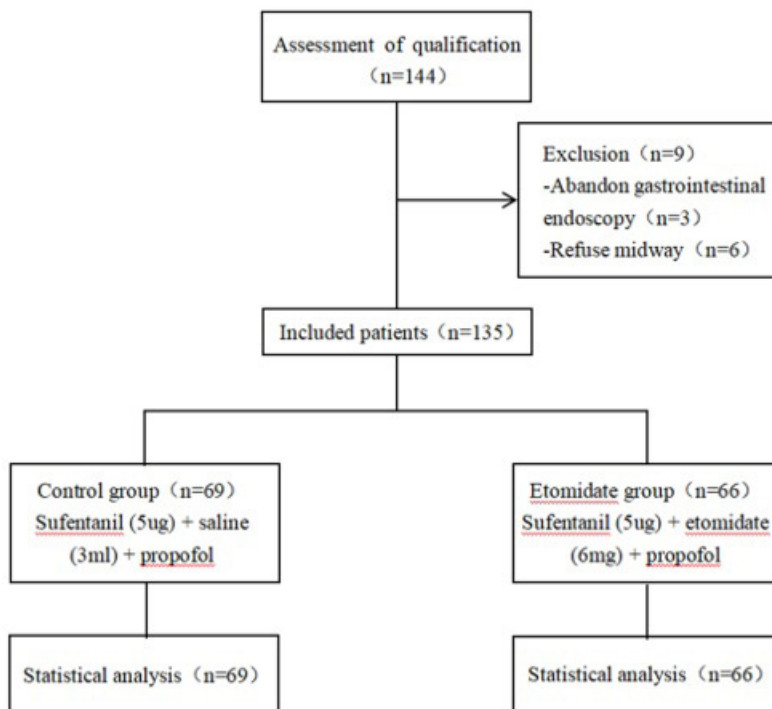 Assessment of qualification
（n=144）
Exclusion（n=9）
-Abandon gastrointestinal
endoscopy（n=3）
-Refuse midway（n=6）
Included patients（n=135）
Control group（n=69）
Sufentanil (5ug) + saline
(3ml) + propofol
Etomidate group（n=66）
Sufentanil (5ug) + etomidate
(6mg) + propofol
Statistical analysis（n=69）
Statistical analysis（n=66）